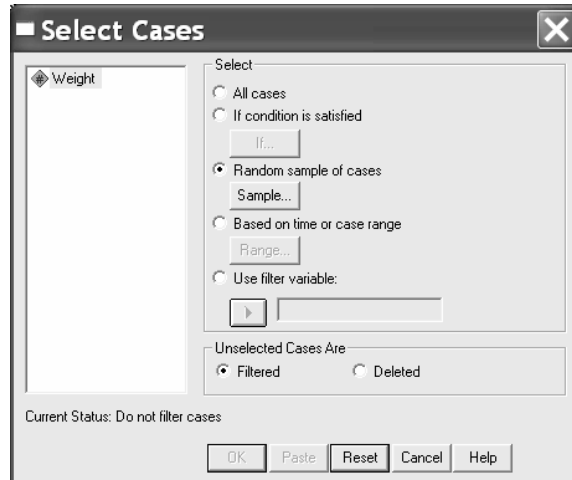 Select Cases
Weight
Select
All cases
If condition is satisfied
If...
Random sample of cases
Sample...
Based on time or case range
Range...
Use filter variable:
Unselected Cases Are
Filtered Deleted
Current Status: Do not filter cases
OK Paste Reset Cancel Help